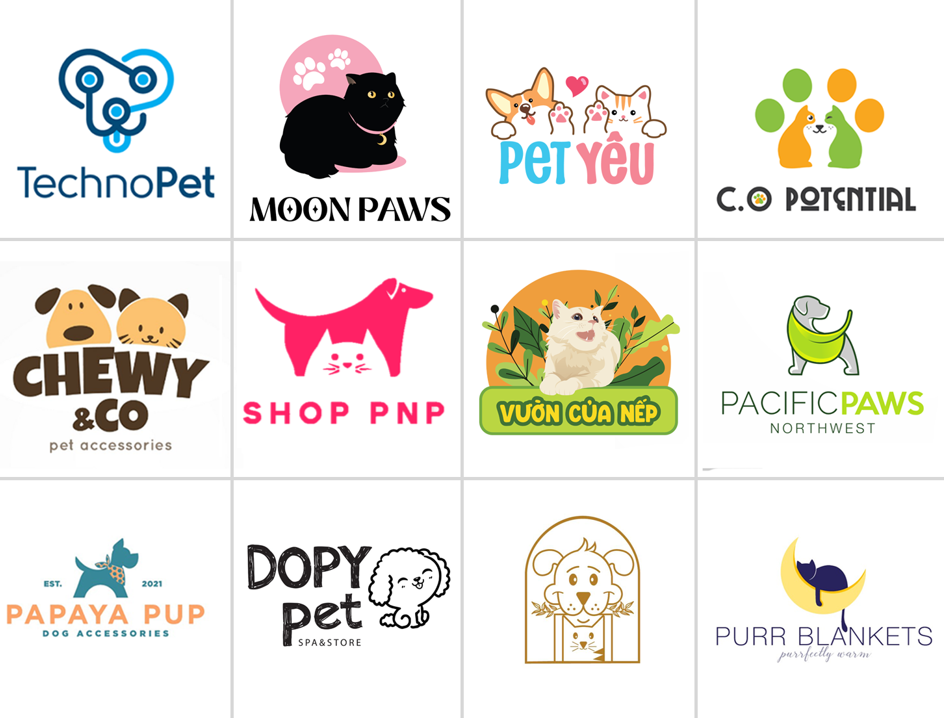 TechnoPet
MOON PAWS
PET YÊU
C.O POTENTIAL
CHEWY
&CO
pet accessories
SHOP PNP
VƯỜN CỦA NẾP
PACIFICPAWS
NORTHWEST
EST. 2021
PAPAYA PUP
DOG ACCESSORIES
DOPY
pet
SPA&STORE
PURR BLANKETS
purrfectly warm